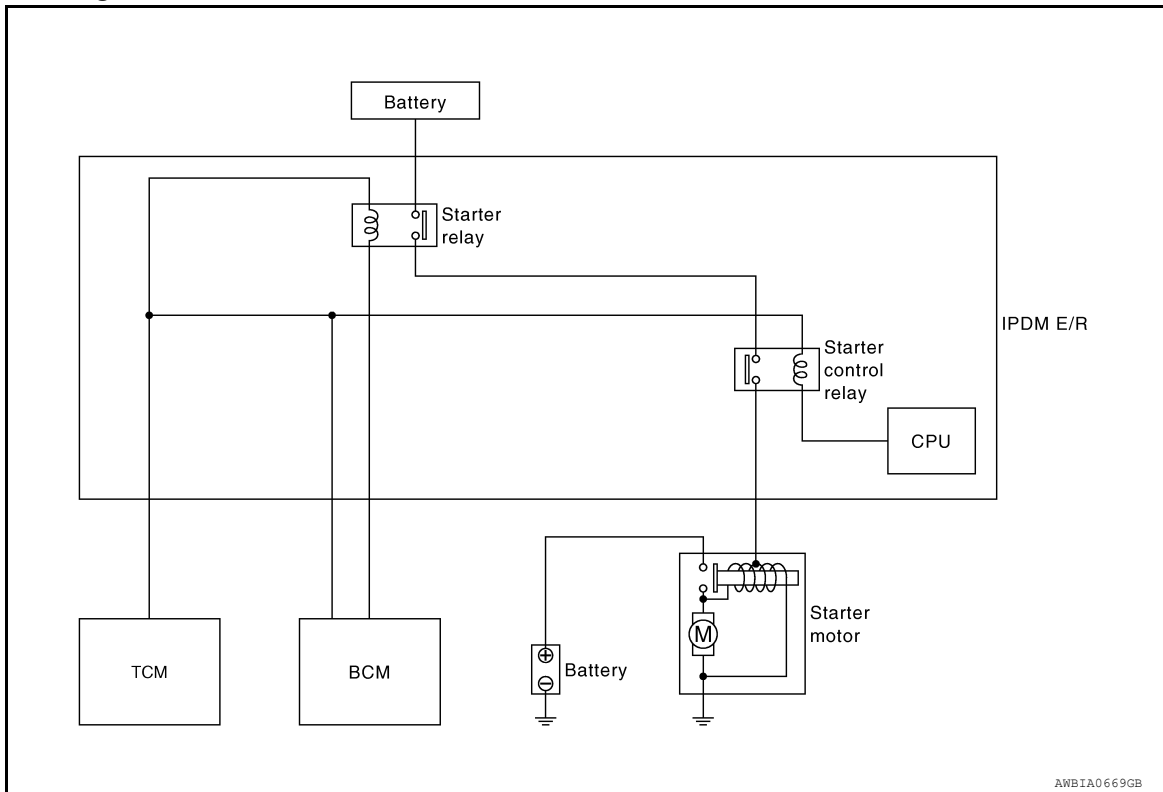 Battery
Starter
relay
IPDM E/R
Starter
control
relay
CPU
Starter
motor
M
TCM
BCM
+
−
Battery
AWBIA0669GB